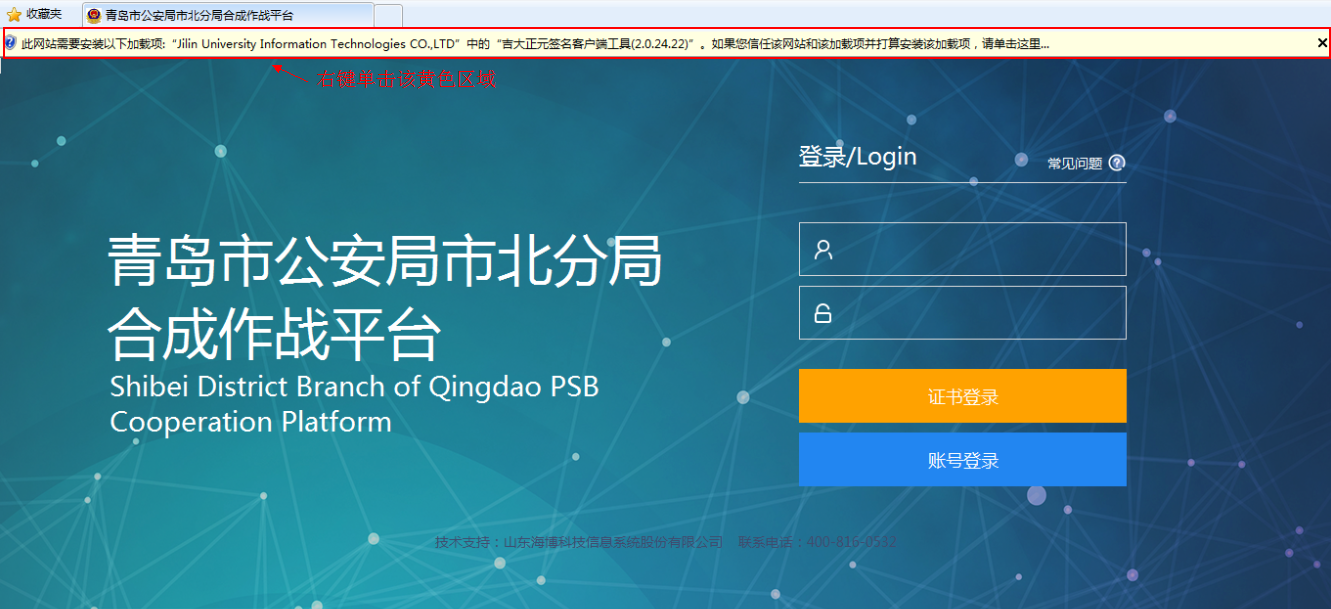 收藏夹
青岛市公安局市北分局合成作战平台
此网站需要安装以下加载项:“Jilin University Information Technologies CO.,LTD”中的“吉大正元签名客户端工具(2.0.24.22)”。如果您信任该网站和该加载项并打算安装该加载项，请单击这里...
右键单击该黄色区域
登录/Login
常见问题
青岛市公安局市北分局
合成作战平台
Shibei District Branch of Qingdao PSB
Cooperation Platform
证书登录
账号登录
技术支持：山东海博科技信息系统股份有限公司 联系电话：400-816-0532